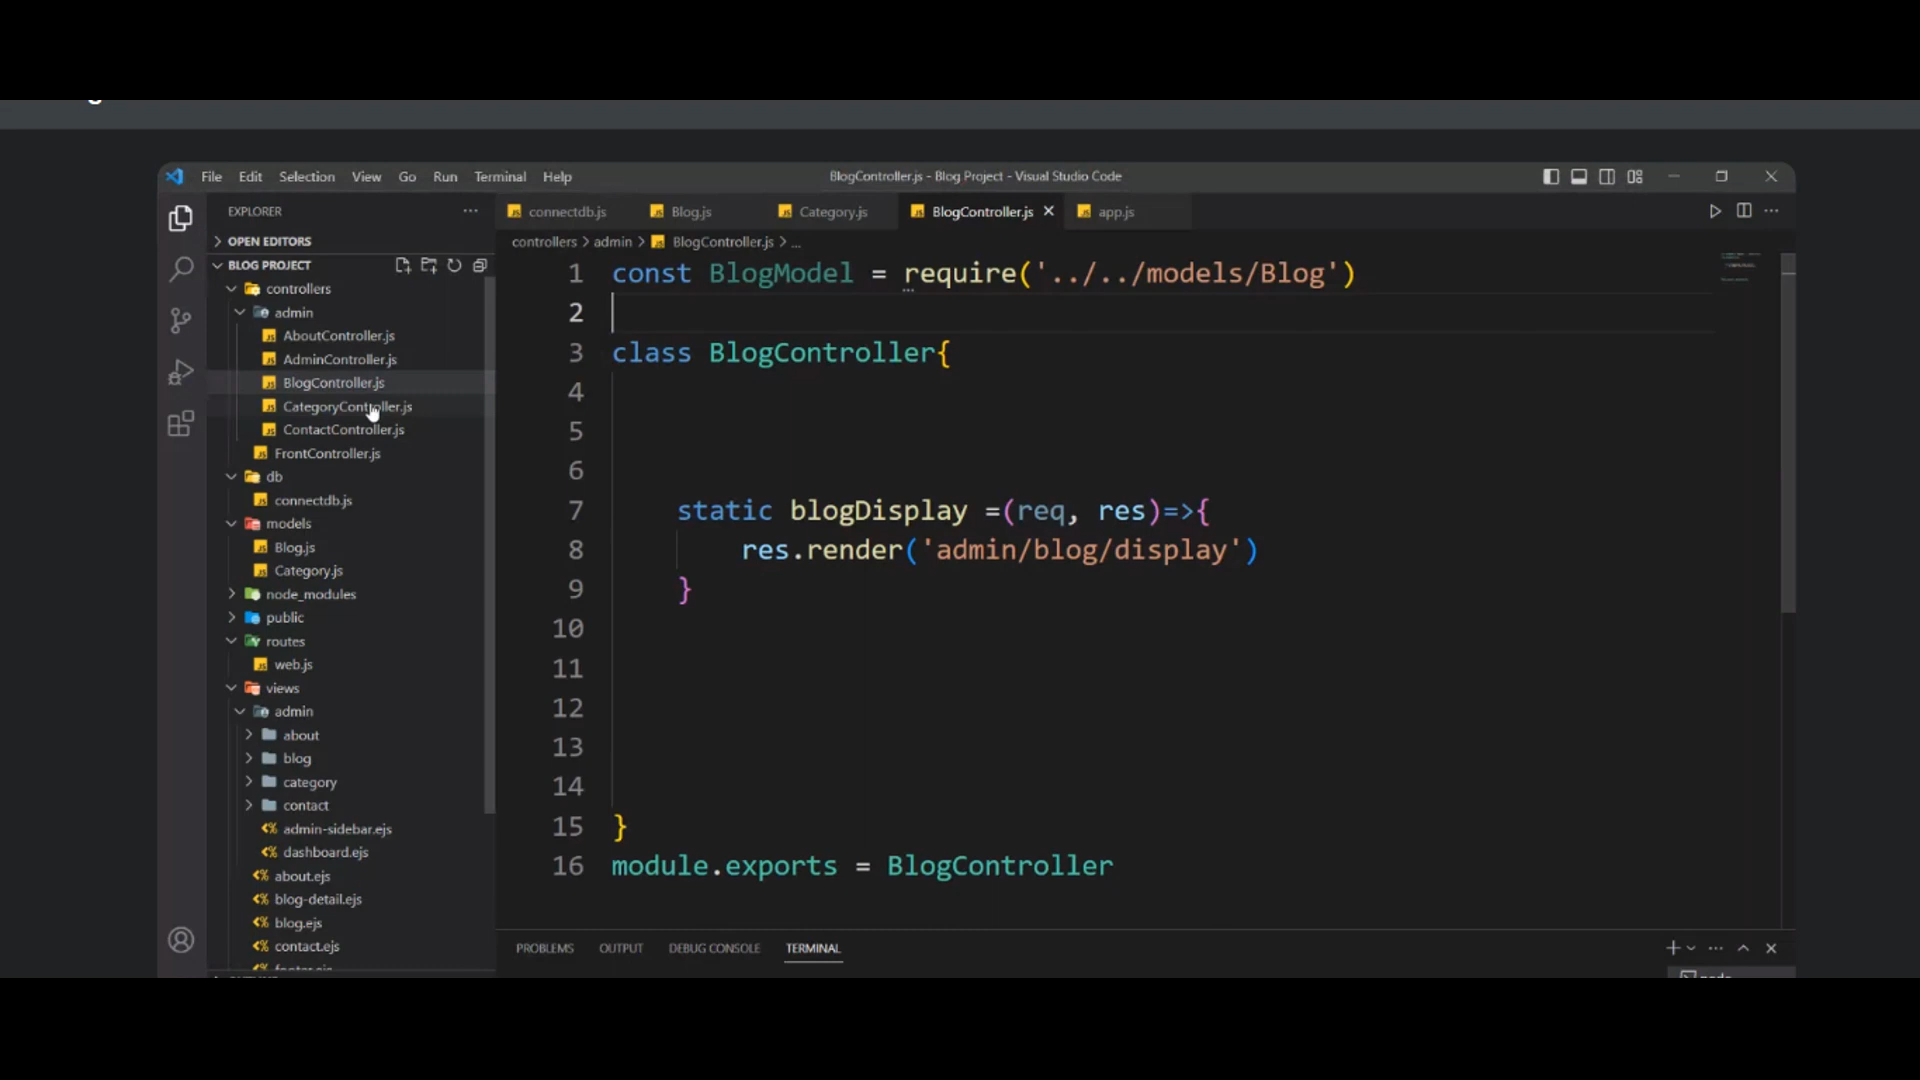 File Edit Selection View Go Run Terminal Help
BlogController.js - Blog Project - Visual Studio Code
EXPLORER
OPEN EDITORS
BLOG PROJECT
controllers
admin
AboutController.js
AdminController.js
BlogController.js
CategoryController.js
ContactController.js
FrontController.js
db
connectdb.js
models
Blog.js
Category.js
node_modules
public
routes
web.js
views
admin
about
blog
category
contact
admin-sidebar.ejs
dashboard.ejs
about.ejs
blog-detail.ejs
blog.ejs
contact.ejs
connectdb.js Blog.js Category.js BlogController.js app.js
controllers > admin > BlogController.js > ...
1 const BlogModel = require('../../models/Blog')
2
3 class BlogController{
4
5
6
7 static blogDisplay =(req, res)=>{
8 res.render('admin/blog/display')
9 }
10
11
12
13
14
15 }
16 module.exports = BlogController
PROBLEMS OUTPUT DEBUG CONSOLE TERMINAL